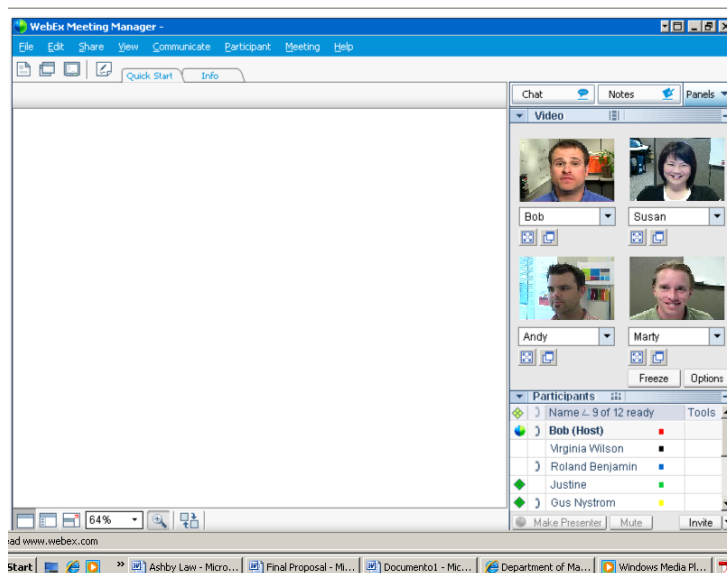 WebEx Meeting Manager -
File Edit Share View Communicate Participant Meeting Help
Quick Start Info
Chat Notes Panels
Video
Bob Susan
Andy Marty
Freeze Options
Participants
Name 9 of 12 ready Tools
Bob (Host)
Virginia Wilson
Roland Benjamin
Justine
Gus Nystrom
64%
Make Presenter Mute Invite
ad www.webex.com
Start » Ashby Law - Micro... Final Proposal - Mi... Documento1 - Mic... Department of Ma... Windows Media Pl...